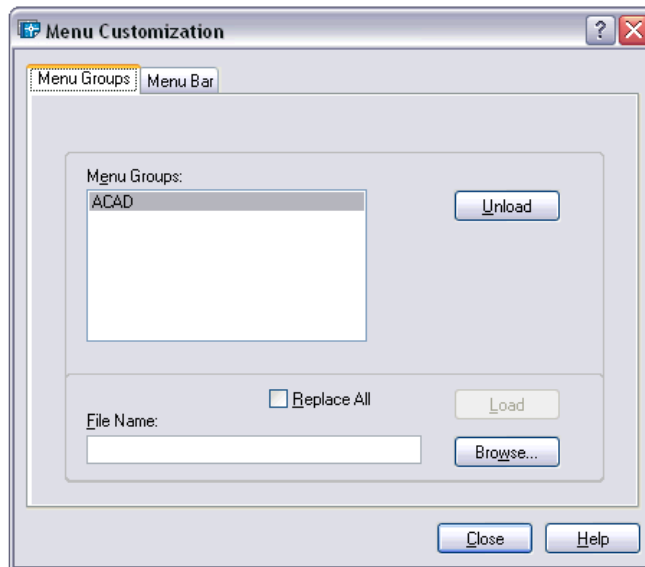 Menu Customization
Menu Groups Menu Bar
Menu Groups:
ACAD
Unload
Replace All
Load
File Name:
Browse...
Close Help